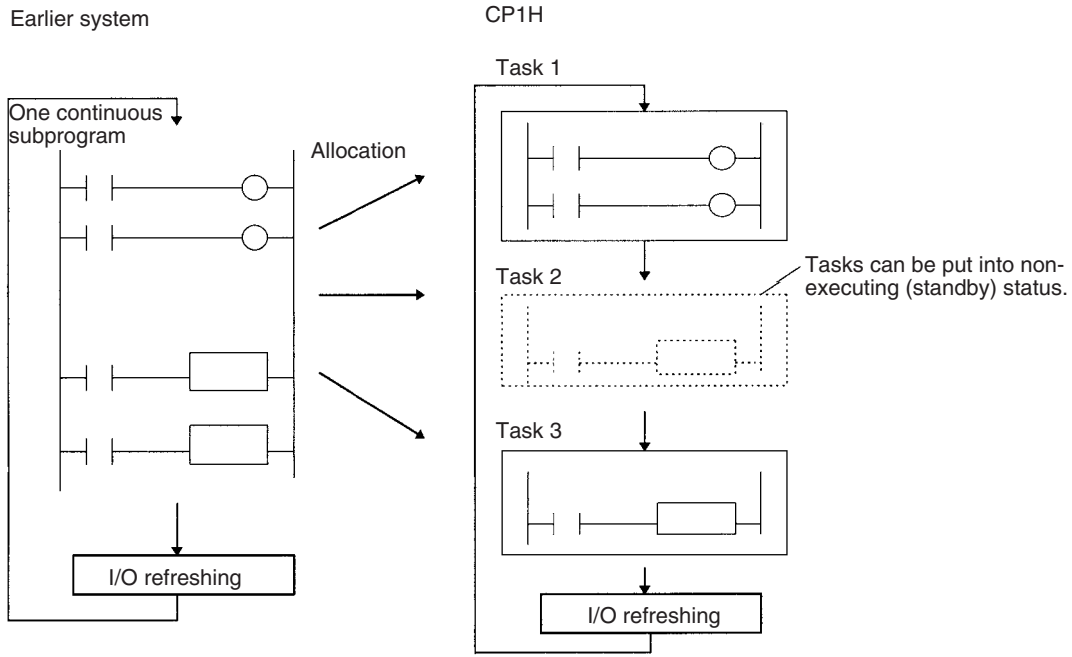 Earlier system
One continuous
subprogram
Allocation
I/O refreshing
CP1H
Task 1
Task 2
Tasks can be put into non-
executing (standby) status.
Task 3
I/O refreshing